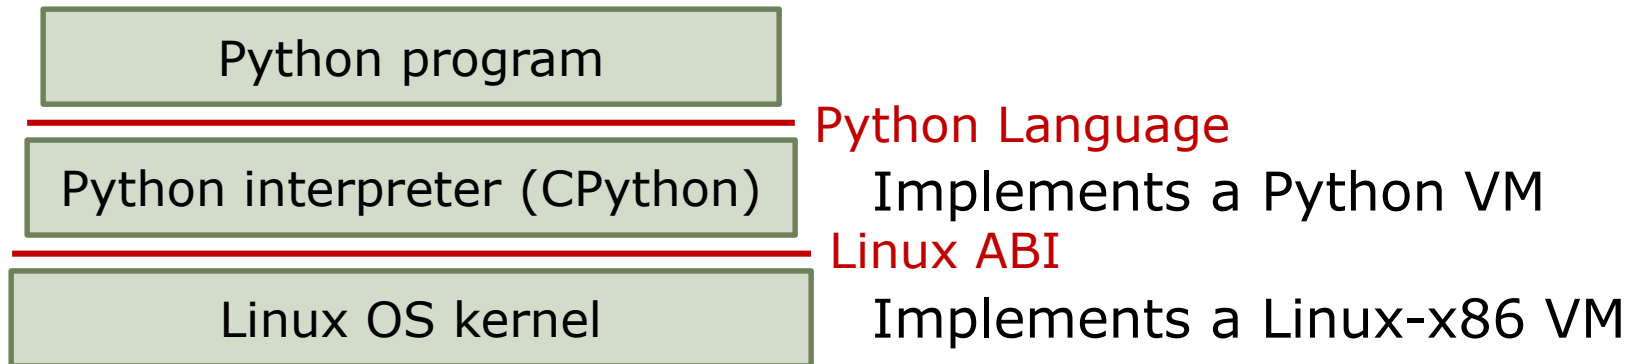 Python program
Python Language
Python interpreter (CPython)
Implements a Python VM
Linux ABI
Linux OS kernel
Implements a Linux-x86 VM